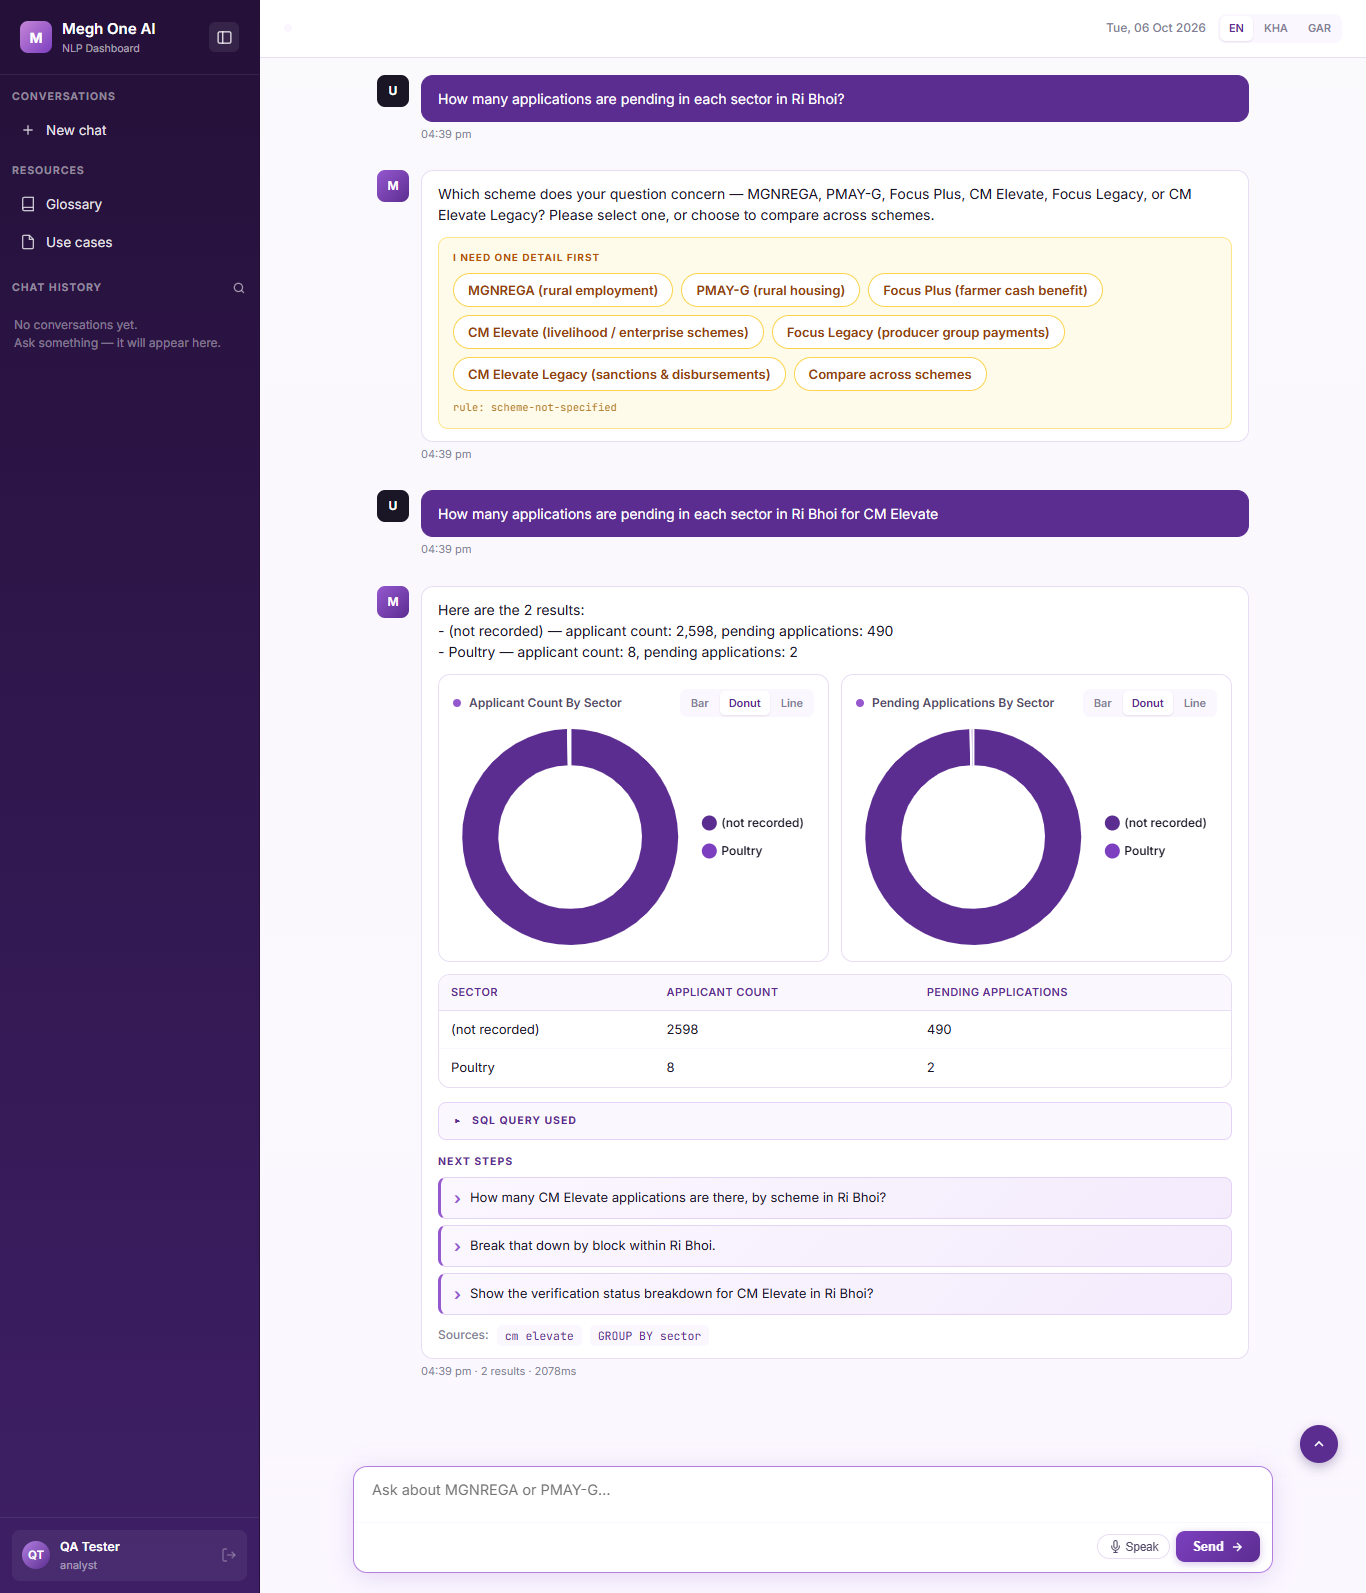 M
Megh One AI
NLP Dashboard
CONVERSATIONS
+ New chat
RESOURCES
Glossary
Use cases
CHAT HISTORY
No conversations yet.
Ask something — it will appear here.
QT
QA Tester
analyst
Tue, 06 Oct 2026
EN KHA GAR
U
How many applications are pending in each sector in Ri Bhoi?
04:39 pm
M
Which scheme does your question concern — MGNREGA, PMAY-G, Focus Plus, CM Elevate, Focus Legacy, or CM
Elevate Legacy? Please select one, or choose to compare across schemes.
I NEED ONE DETAIL FIRST
MGNREGA (rural employment) PMAY-G (rural housing) Focus Plus (farmer cash benefit)
CM Elevate (livelihood / enterprise schemes) Focus Legacy (producer group payments)
CM Elevate Legacy (sanctions & disbursements) Compare across schemes
rule: scheme-not-specified
04:39 pm
U
How many applications are pending in each sector in Ri Bhoi for CM Elevate
04:39 pm
M
Here are the 2 results:
- (not recorded) — applicant count: 2,598, pending applications: 490
- Poultry — applicant count: 8, pending applications: 2
Applicant Count By Sector
Bar Donut Line
(not recorded)
Poultry
Pending Applications By Sector
Bar Donut Line
(not recorded)
Poultry
SECTOR APPLICANT COUNT PENDING APPLICATIONS
(not recorded) 2598 490
Poultry 8 2
SQL QUERY USED
NEXT STEPS
How many CM Elevate applications are there, by scheme in Ri Bhoi?
Break that down by block within Ri Bhoi.
Show the verification status breakdown for CM Elevate in Ri Bhoi?
Sources: cm elevate GROUP BY sector
04:39 pm · 2 results · 2078ms
Ask about MGNREGA or PMAY-G...
Speak
Send →